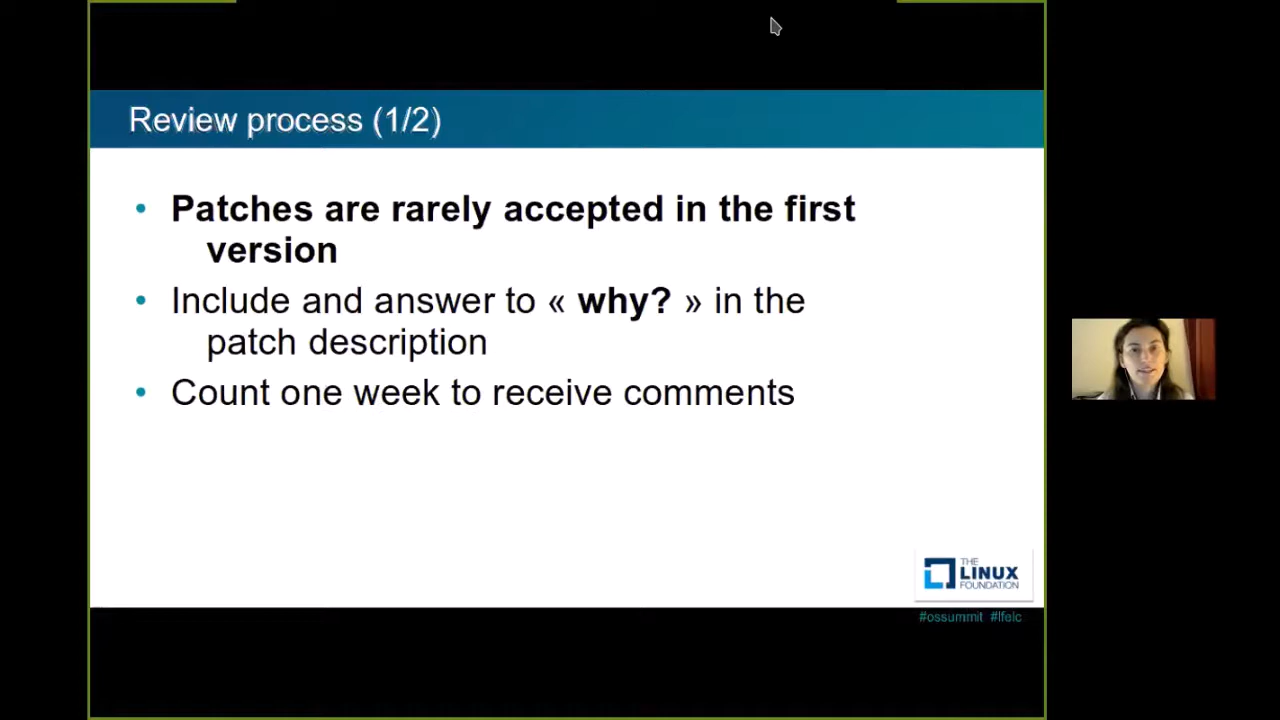 Review process (1/2)
• Patches are rarely accepted in the first
version
• Include and answer to « why? » in the
patch description
• Count one week to receive comments
THE
LINUX
FOUNDATION
#ossummit #lfelc